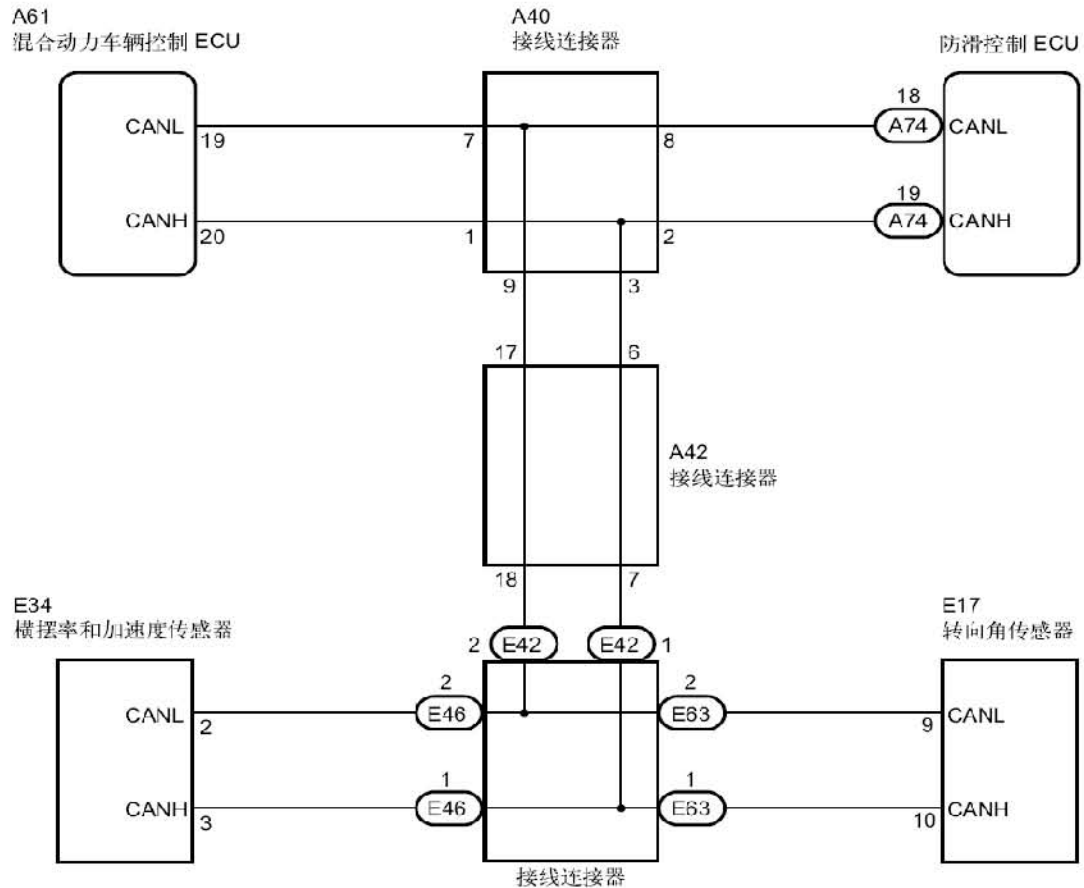 A61
混合动力车辆控制 ECU
A40
接线连接器
防滑控制 ECU
CANL
19
7
8
18
A74
CANL
CANH
20
1
2
19
A74
CANH
9
3
17
6
A42
接线连接器
18
7
E34
横摆率和加速度传感器
2
E42
E42
1
E17
转向角传感器
CANL
2
2
E46
2
E63
9
CANL
CANH
3
1
E46
1
E63
10
CANH
接线连接器